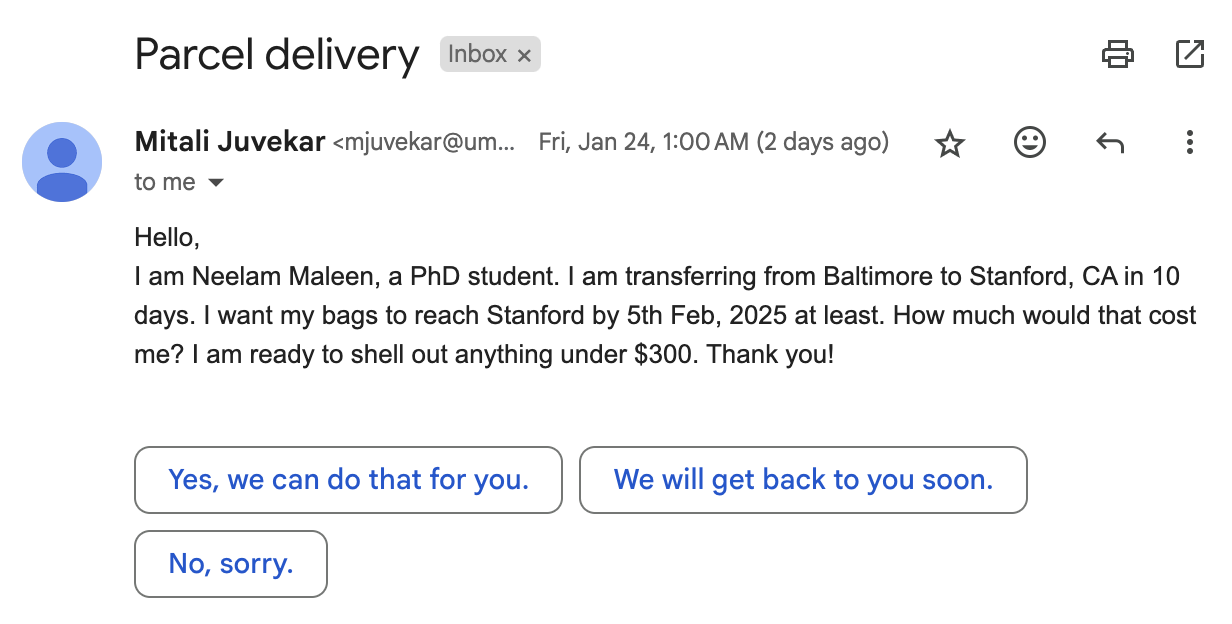 Parcel delivery Inbox ×
Mitali Juvekar <mjuvekar@um... Fri, Jan 24, 1:00 AM (2 days ago)
to me
Hello,
I am Neelam Maleen, a PhD student. I am transferring from Baltimore to Stanford, CA in 10
days. I want my bags to reach Stanford by 5th Feb, 2025 at least. How much would that cost
me? I am ready to shell out anything under $300. Thank you!
Yes, we can do that for you. We will get back to you soon.
No, sorry.